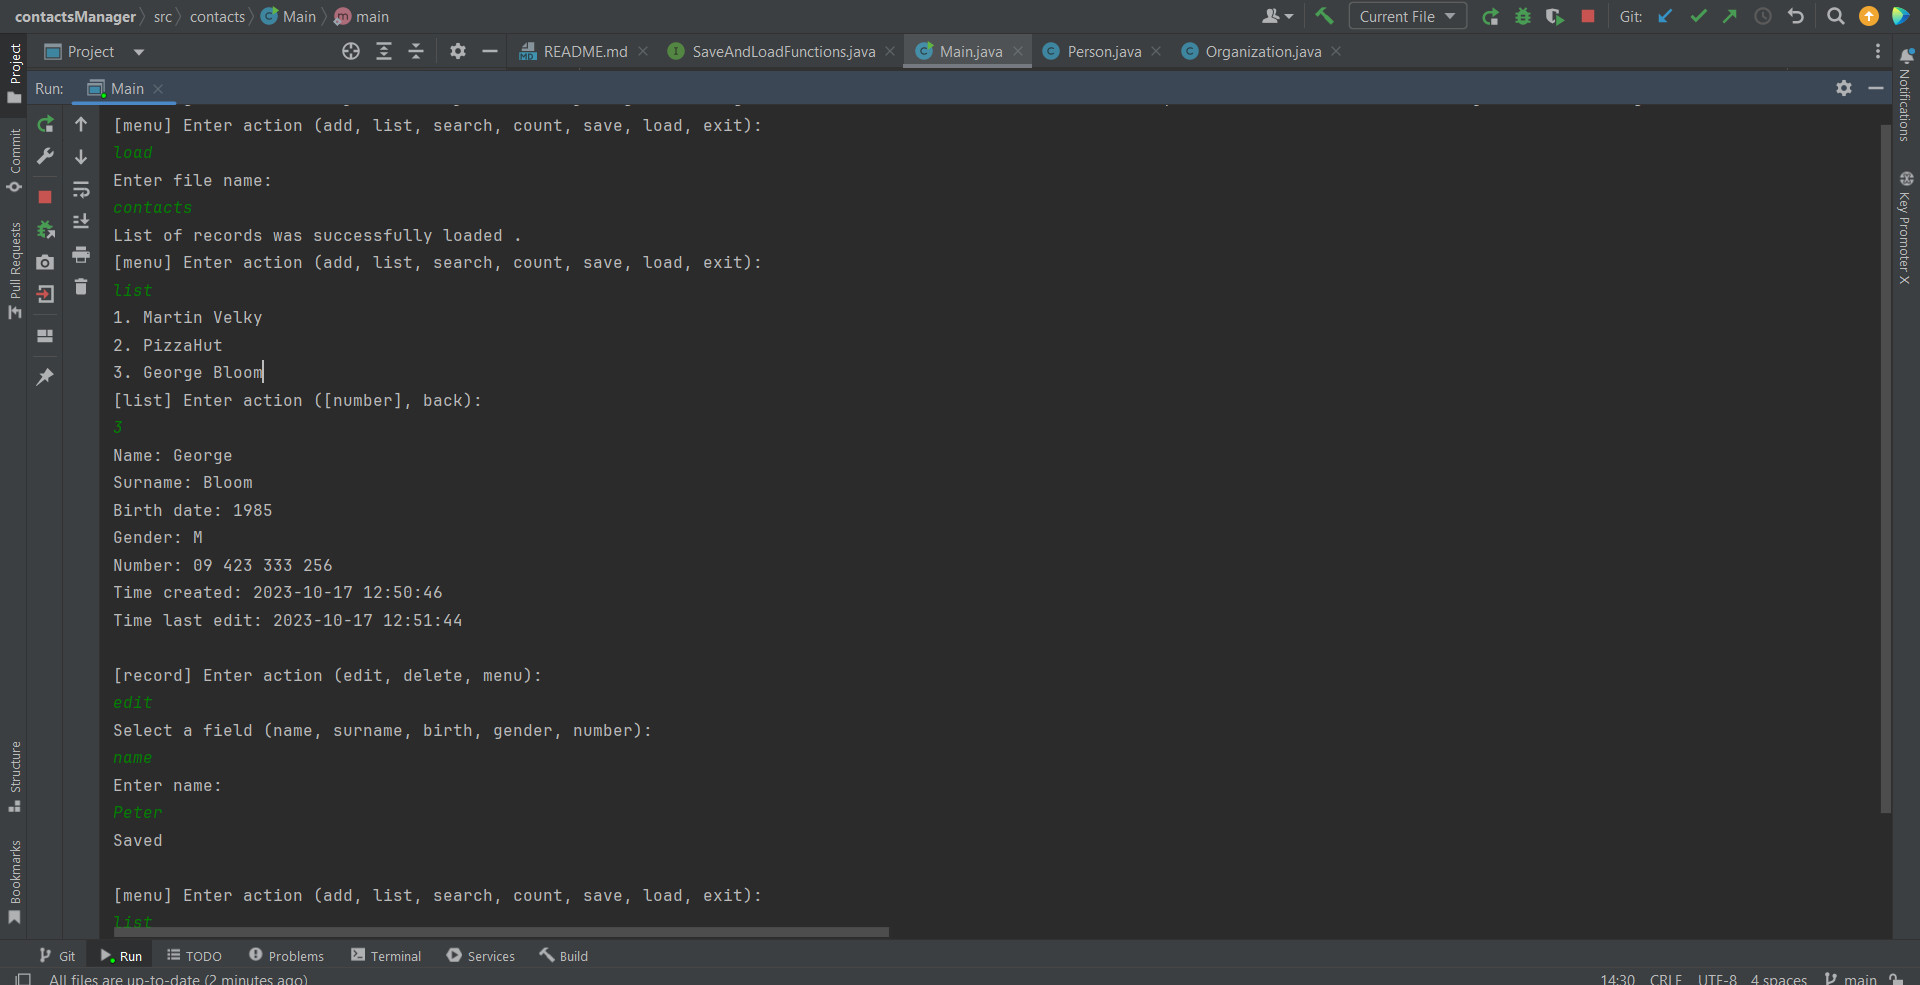 contactsManager src contacts Main main Current File Git:
Project README.md SaveAndLoadFunctions.java Main.java Person.java Organization.java
Run: Main
[menu] Enter action (add, list, search, count, save, load, exit):
load
Enter file name:
contacts
List of records was successfully loaded .
[menu] Enter action (add, list, search, count, save, load, exit):
list
1. Martin Velky
2. PizzaHut
3. George Bloom
[list] Enter action ([number], back):
3
Name: George
Surname: Bloom
Birth date: 1985
Gender: M
Number: 09 423 333 256
Time created: 2023-10-17 12:50:46
Time last edit: 2023-10-17 12:51:44
[record] Enter action (edit, delete, menu):
edit
Select a field (name, surname, birth, gender, number):
name
Enter name:
Peter
Saved
[menu] Enter action (add, list, search, count, save, load, exit):
list
Project
Commit
Pull Requests
Structure
Bookmarks
Notifications
Key Promoter X
Git Run TODO Problems Terminal Services Build
All files are up-to-date (2 minutes ago) 14:30 CRLF UTF-8 4 spaces main